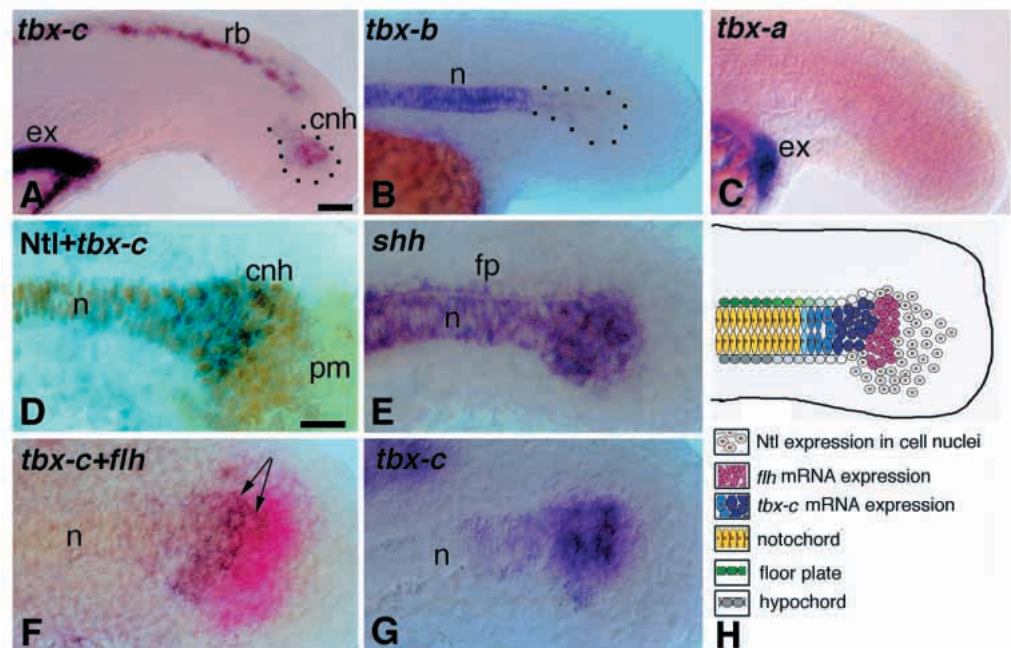 tbx-c
rb
cnh
ex
A
tbx-b
n
B
tbx-a
ex
C
Ntl+tbx-c
cnh
n
pm
D
shh
fp
n
E
tbx-c+flh
n
F
tbx-c
n
G
Ntl expression in cell nuclei
flh mRNA expression
tbx-c mRNA expression
notochord
floor plate
hypochord
H